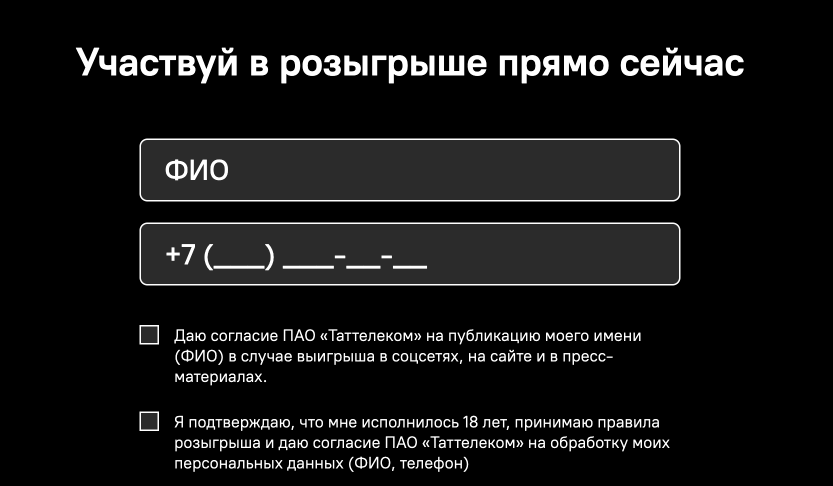 Участвуй в розыгрыше прямо сейчас
ФИО
+7 (___) ___-__-__
Даю согласие ПАО «Таттелеком» на публикацию моего имени
(ФИО) в случае выигрыша в соцсетях, на сайте и в пресс-
материалах.
Я подтверждаю, что мне исполнилось 18 лет, принимаю правила
розыгрыша и даю согласие ПАО «Таттелеком» на обработку моих
персональных данных (ФИО, телефон)